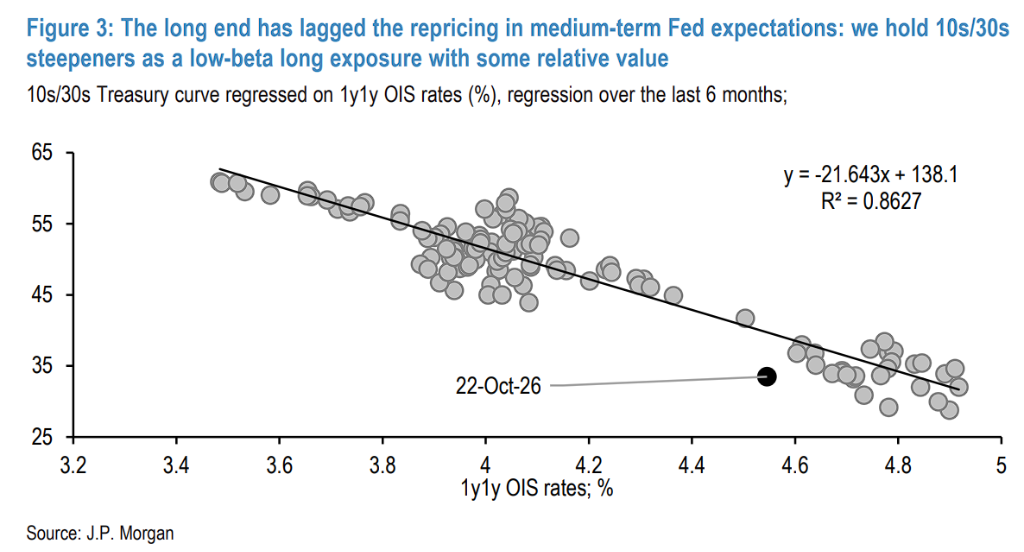 Figure 3: The long end has lagged the repricing in medium-term Fed expectations: we hold 10s/30s
steepeners as a low-beta long exposure with some relative value
10s/30s Treasury curve regressed on 1y1y OIS rates (%), regression over the last 6 months;
65
55
45
35
25
y = -21.643x + 138.1
R² = 0.8627
22-Oct-26
3.2 3.4 3.6 3.8 4 4.2 4.4 4.6 4.8 5
1y1y OIS rates; %
Source: J.P. Morgan